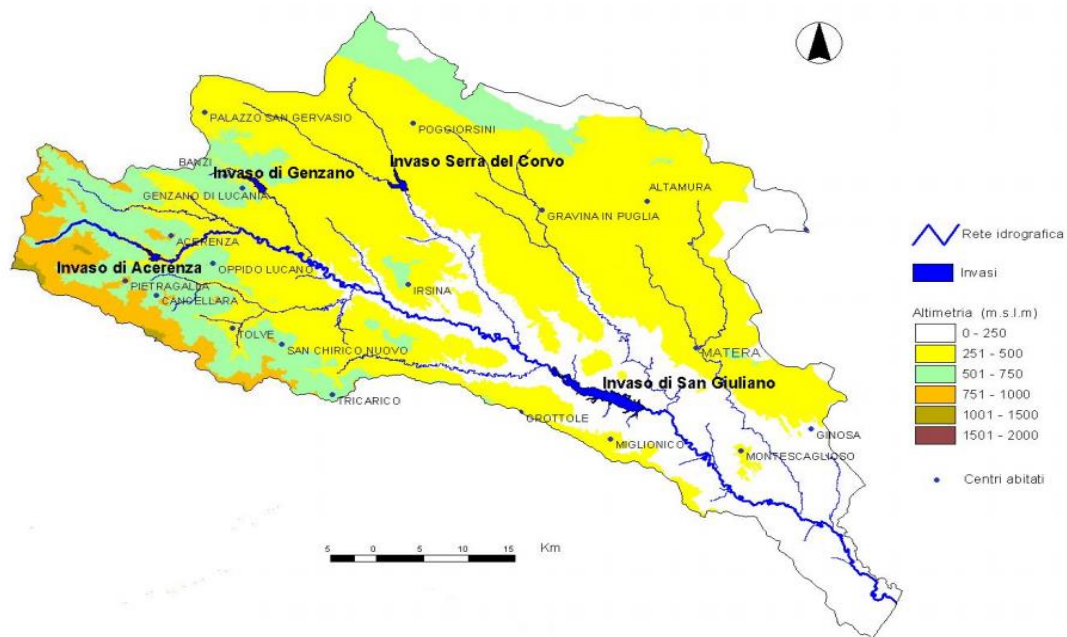 PALAZZO SAN GERVASIO
POGGIORSINI
BANZI
Invaso di Genzano
Invaso Serra del Corvo
GENZANO DI LUCANIA
ALTAMURA
GRAVINA IN PUGLIA
ACERENZA
Invaso di Acerenza
OPPIDO LUCANO
PIETRAGALLA
CANCELLARA
IRSINA
TOLVE
SAN CHIRICO NUOVO
MATERA
Invaso di San Giuliano
TRICARICO
GROTTOLE
MIGLIONICO
GINOSA
MONTESCAGLIOSO
Rete idrografica
Invasi
Altimetria (m.s.l.m)
0 - 250
251 - 500
501 - 750
751 - 1000
1001 - 1500
1501 - 2000
Centri abitati
5 0 5 10 15 Km